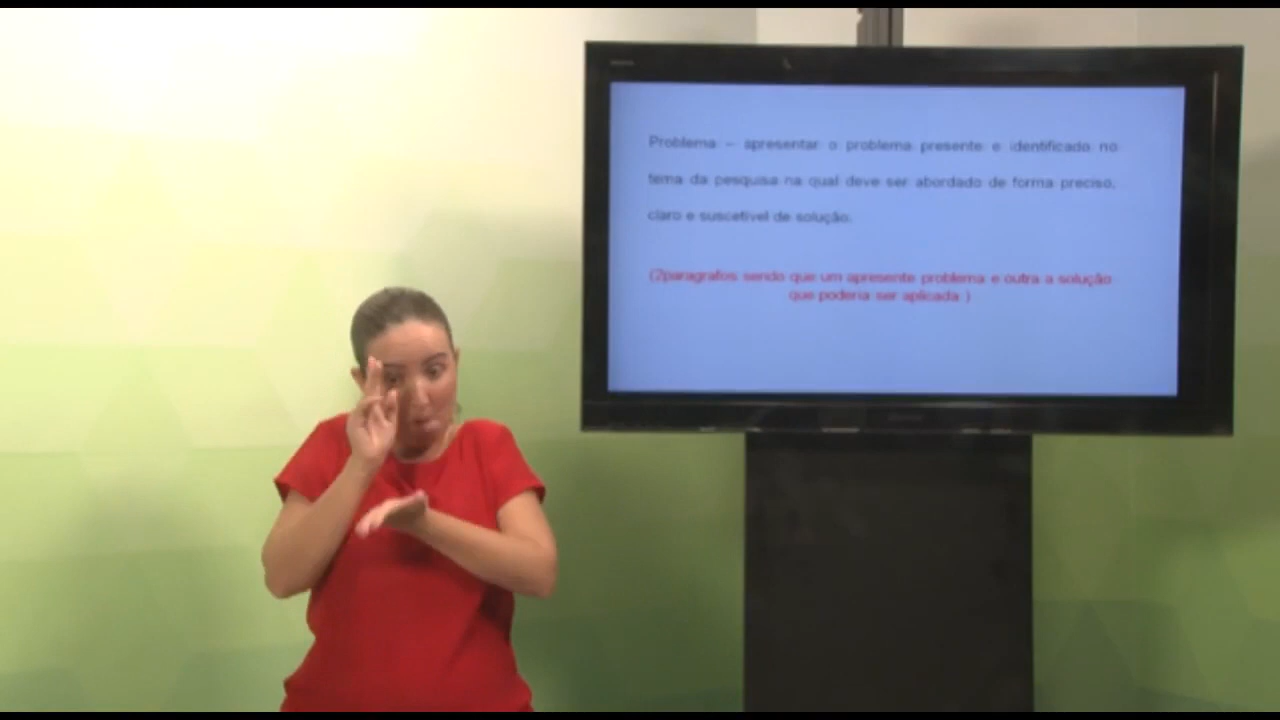 Problema – apresentar o problema presente e identificado no
tema da pesquisa na qual deve ser abordado de forma preciso,
claro e suscetível de solução.
(2paragrafos sendo que um apresente problema e outra a solução
que poderia ser aplicada )